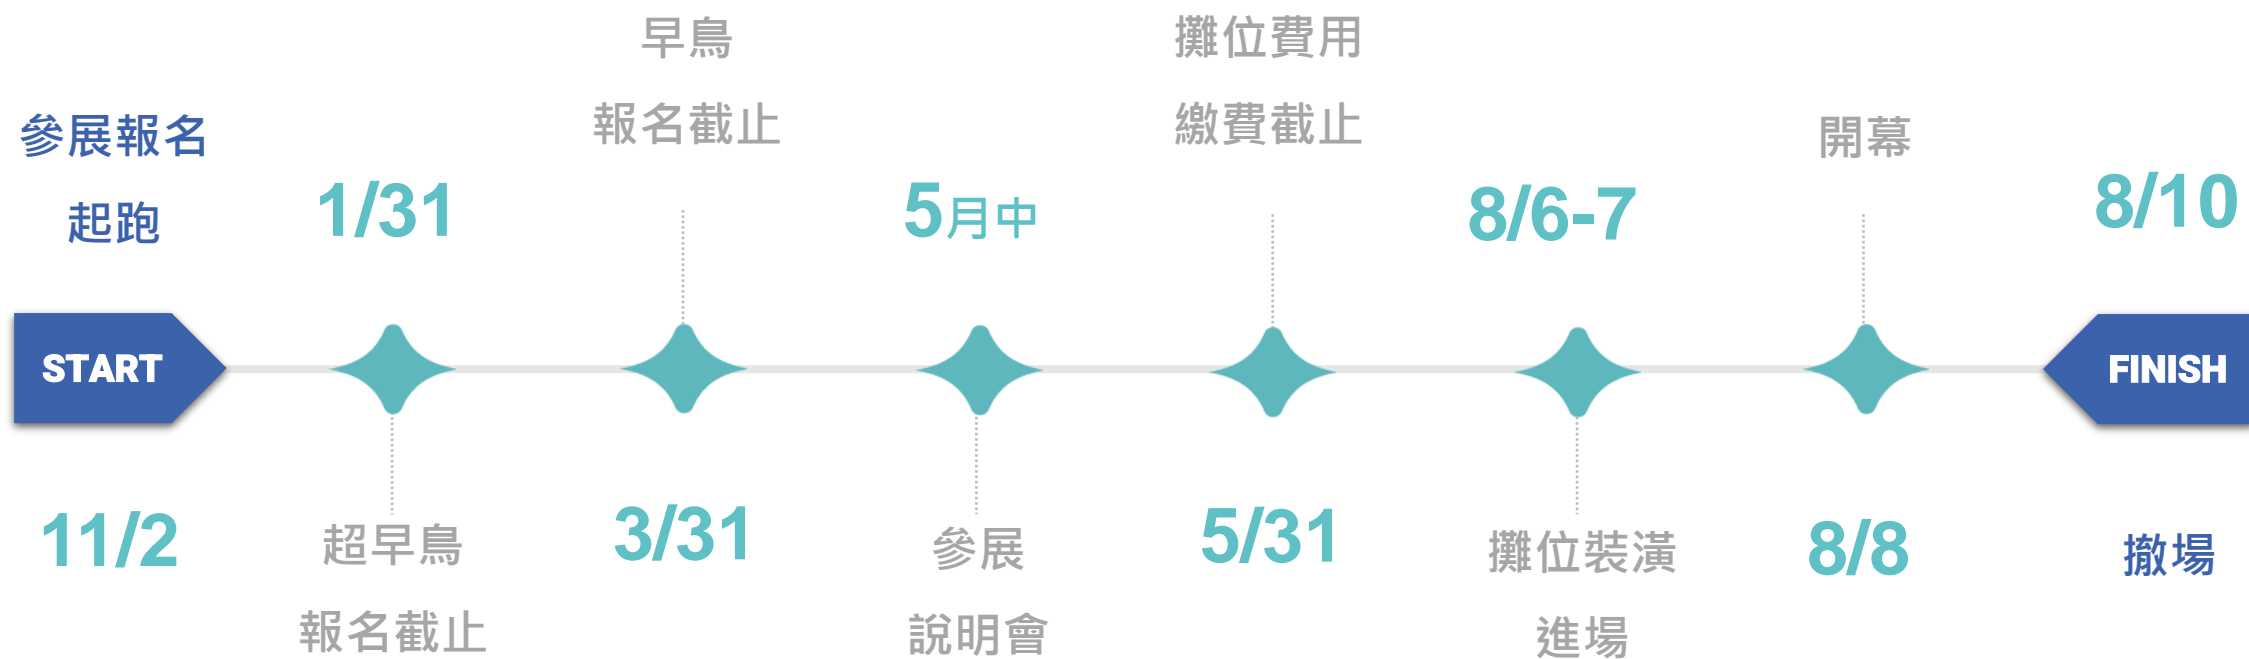 參展報名
起跑
START
11/2
1/31
超早鳥
報名截止
早鳥
報名截止
3/31
5月中
參展
說明會
攤位費用
繳費截止
5/31
8/6-7
攤位裝潢
進場
開幕
8/8
8/10
FINISH
撤場